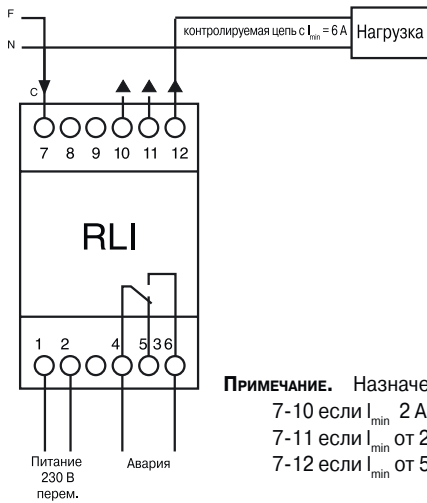 F
контролируемая цепь с Imin = 6 А
Нагрузка
N
C
7 8 9 10 11 12
RLI
1 2 4 5 3 6
ПРИМЕЧАНИЕ. Назначе
7-10 если Imin 2 А
7-11 если Imin от 2
7-12 если Imin от 5
Питание
230 В
перем.
Авария